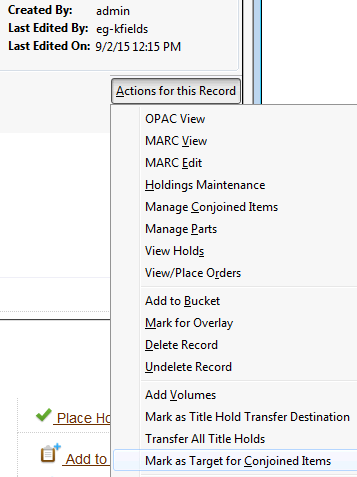 Created By: admin
Last Edited By: eg-kfields
Last Edited On: 9/2/15 12:15 PM
Actions for this Record
OPAC View
MARC View
MARC Edit
Holdings Maintenance
Manage Conjoined Items
Manage Parts
View Holds
View/Place Orders
Add to Bucket
Mark for Overlay
Delete Record
Undelete Record
Add Volumes
Mark as Title Hold Transfer Destination
Place Ho
Transfer All Title Holds
Add to
Mark as Target for Conjoined Items